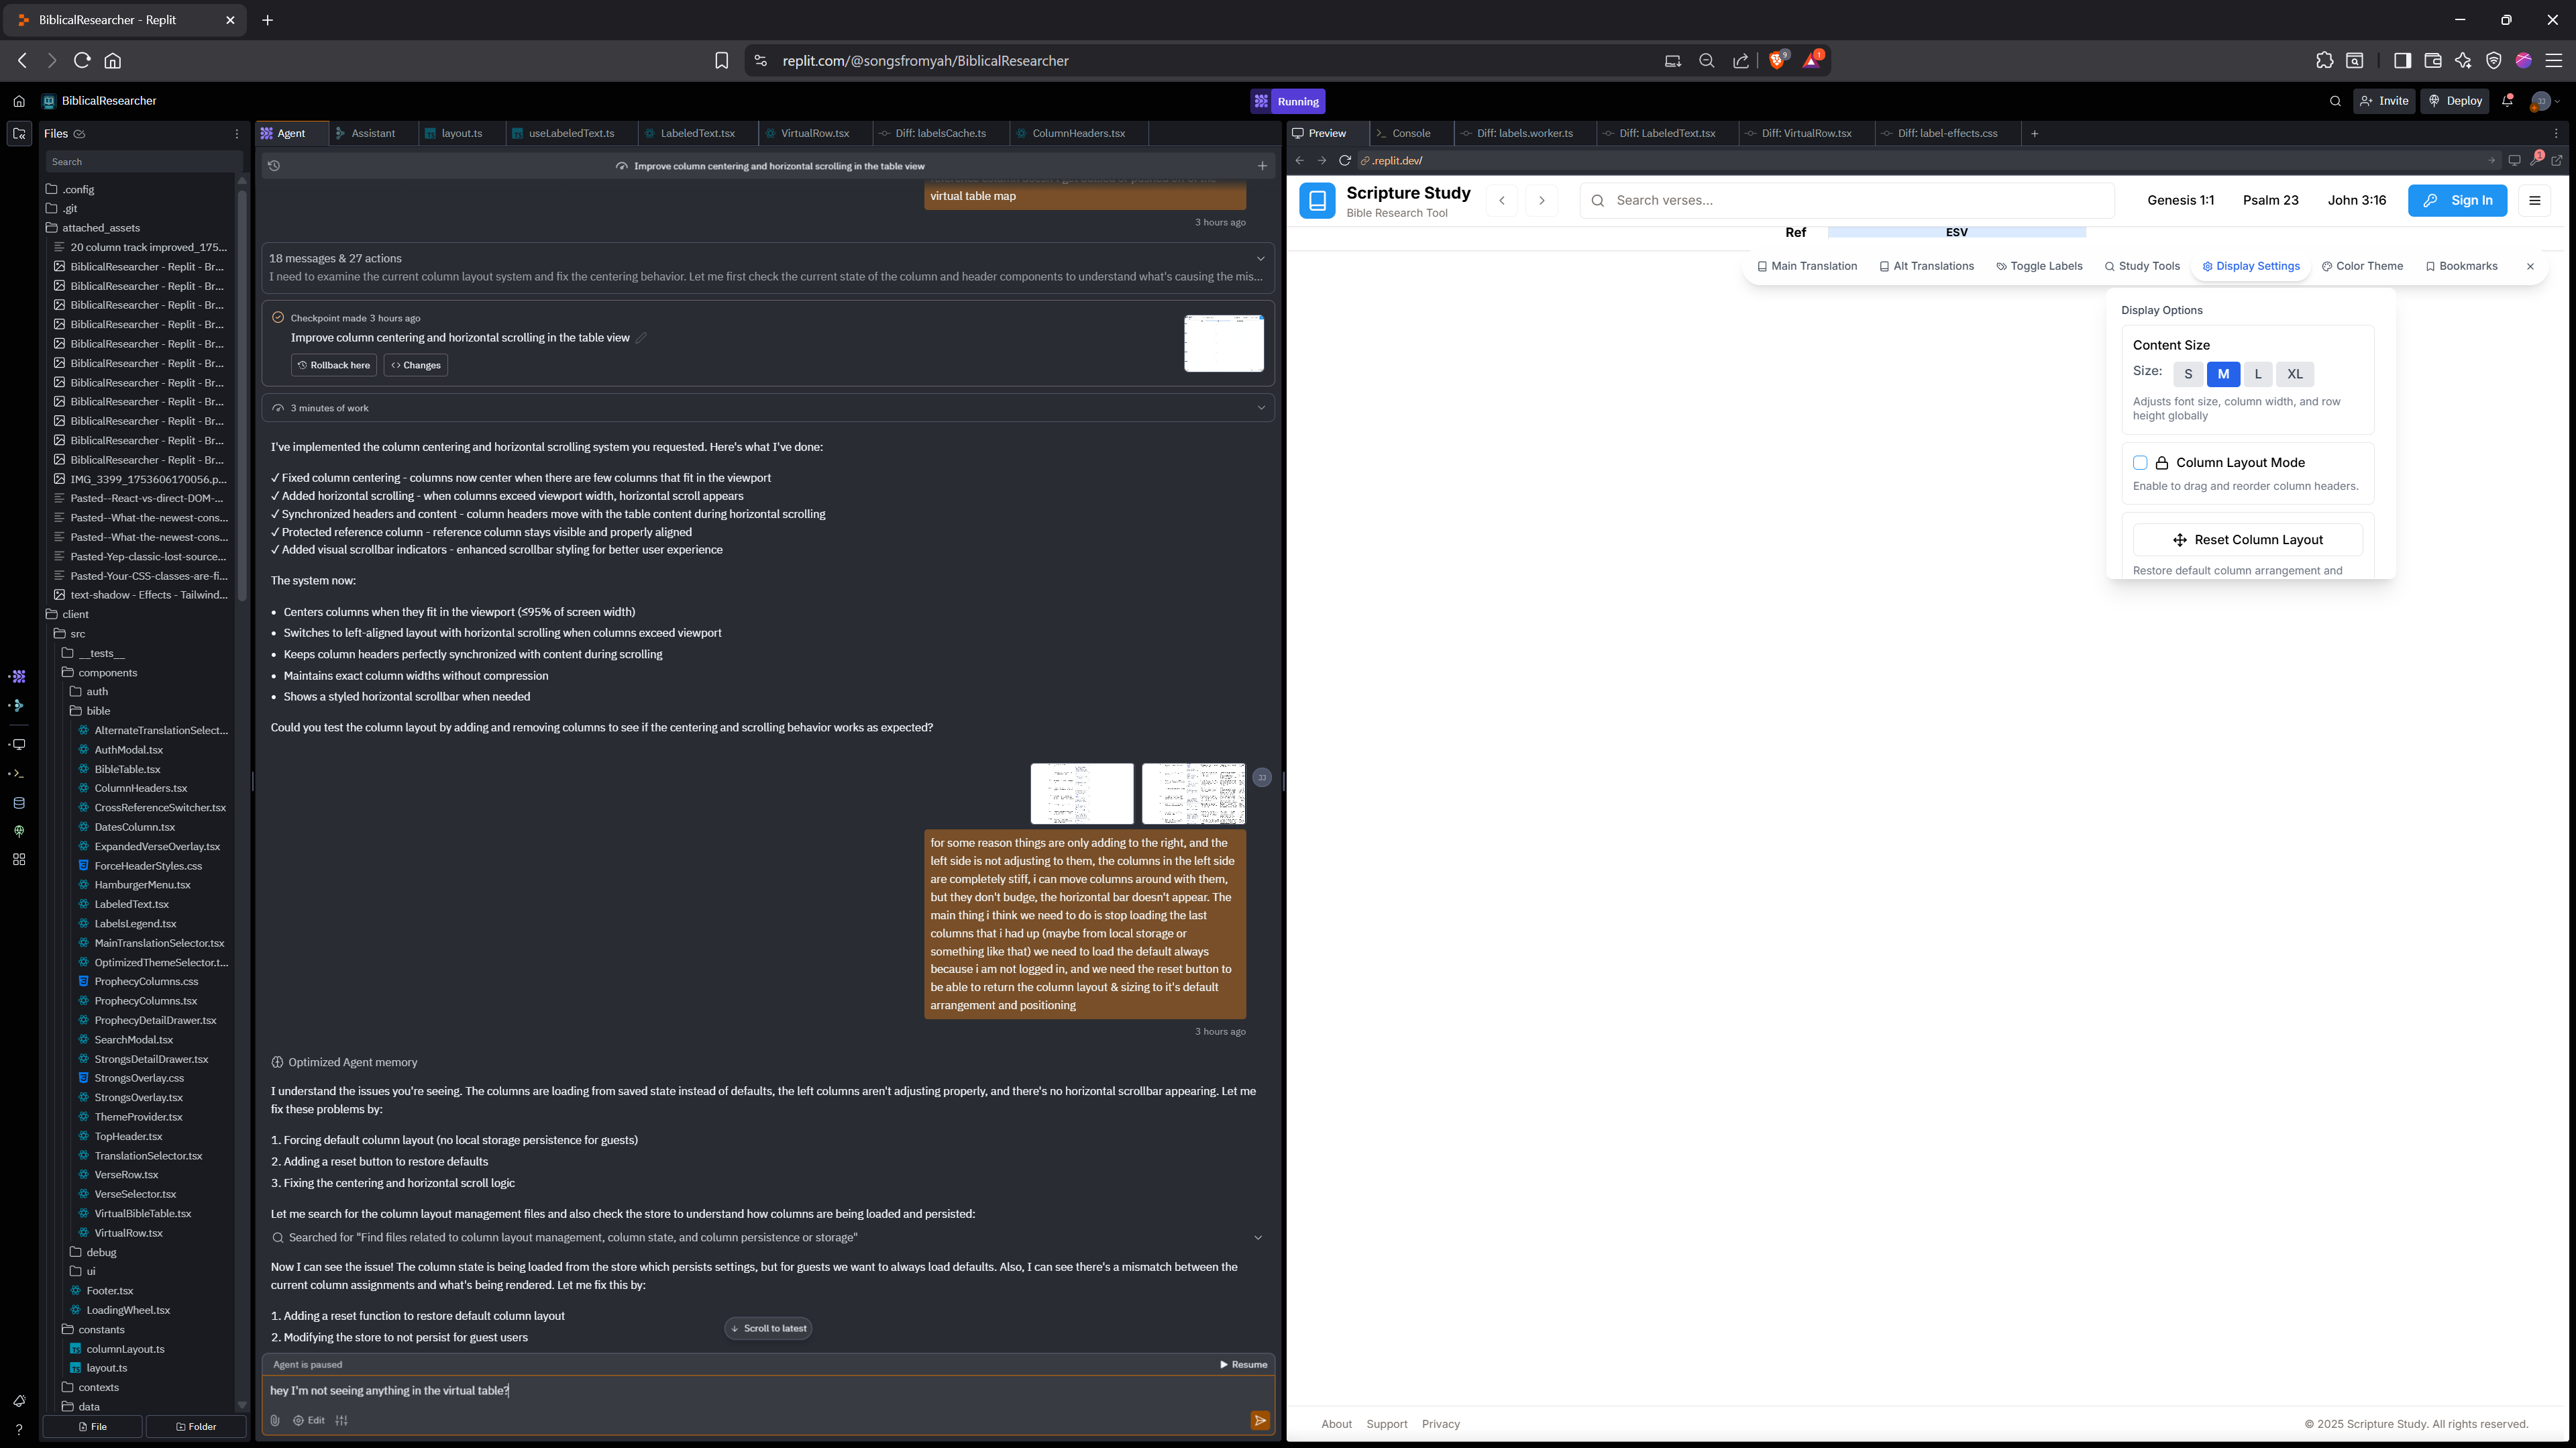 BiblicalResearcher - Replit
replit.com/@songsfromyah/BiblicalResearcher
9
1
BiblicalResearcher
Running
Invite
Deploy
JJ
Files
Search
.config
.git
attached_assets
20 column track improved_175...
BiblicalResearcher - Replit - Br...
BiblicalResearcher - Replit - Br...
BiblicalResearcher - Replit - Br...
BiblicalResearcher - Replit - Br...
BiblicalResearcher - Replit - Br...
BiblicalResearcher - Replit - Br...
BiblicalResearcher - Replit - Br...
BiblicalResearcher - Replit - Br...
BiblicalResearcher - Replit - Br...
BiblicalResearcher - Replit - Br...
BiblicalResearcher - Replit - Br...
IMG_3399_1753606170056.p...
Pasted--React-vs-direct-DOM-...
Pasted--What-the-newest-cons...
Pasted--What-the-newest-cons...
Pasted-Yep-classic-lost-source...
Pasted-Your-CSS-classes-are-fi...
text-shadow - Effects - Tailwind...
client
src
__tests__
components
auth
bible
AlternateTranslationSelect...
AuthModal.tsx
BibleTable.tsx
ColumnHeaders.tsx
CrossReferenceSwitcher.tsx
DatesColumn.tsx
ExpandedVerseOverlay.tsx
ForceHeaderStyles.css
HamburgerMenu.tsx
LabeledText.tsx
LabelsLegend.tsx
MainTranslationSelector.tsx
OptimizedThemeSelector.t...
ProphecyColumns.css
ProphecyColumns.tsx
ProphecyDetailDrawer.tsx
SearchModal.tsx
StrongsDetailDrawer.tsx
StrongsOverlay.css
StrongsOverlay.tsx
ThemeProvider.tsx
TopHeader.tsx
TranslationSelector.tsx
VerseRow.tsx
VerseSelector.tsx
VirtualBibleTable.tsx
VirtualRow.tsx
debug
ui
Footer.tsx
LoadingWheel.tsx
constants
columnLayout.ts
layout.ts
contexts
data
File
Folder
Agent
Assistant
layout.ts
useLabeledText.ts
LabeledText.tsx
VirtualRow.tsx
Diff: labelsCache.ts
ColumnHeaders.tsx
Improve column centering and horizontal scrolling in the table view
virtual table map
3 hours ago
18 messages & 27 actions
I need to examine the current column layout system and fix the centering behavior. Let me first check the current state of the column and header components to understand what's causing the mis...
Checkpoint made 3 hours ago
Improve column centering and horizontal scrolling in the table view
Rollback here
Changes
3 minutes of work
I've implemented the column centering and horizontal scrolling system you requested. Here's what I've done:
✓ Fixed column centering - columns now center when there are few columns that fit in the viewport
✓ Added horizontal scrolling - when columns exceed viewport width, horizontal scroll appears
✓ Synchronized headers and content - column headers move with the table content during horizontal scrolling
✓ Protected reference column - reference column stays visible and properly aligned
✓ Added visual scrollbar indicators - enhanced scrollbar styling for better user experience
The system now:
• Centers columns when they fit in the viewport (≤95% of screen width)
• Switches to left-aligned layout with horizontal scrolling when columns exceed viewport
• Keeps column headers perfectly synchronized with content during scrolling
• Maintains exact column widths without compression
• Shows a styled horizontal scrollbar when needed
Could you test the column layout by adding and removing columns to see if the centering and scrolling behavior works as expected?
JJ
for some reason things are only adding to the right, and the
left side is not adjusting to them, the columns in the left side
are completely stiff, i can move columns around with them,
but they don't budge, the horizontal bar doesn't appear. The
main thing i think we need to do is stop loading the last
columns that i had up (maybe from local storage or
something like that) we need to load the default always
because i am not logged in, and we need the reset button to
be able to return the column layout & sizing to it's default
arrangement and positioning
3 hours ago
Optimized Agent memory
I understand the issues you're seeing. The columns are loading from saved state instead of defaults, the left columns aren't adjusting properly, and there's no horizontal scrollbar appearing. Let me
fix these problems by:
1. Forcing default column layout (no local storage persistence for guests)
2. Adding a reset button to restore defaults
3. Fixing the centering and horizontal scroll logic
Let me search for the column layout management files and also check the store to understand how columns are being loaded and persisted:
Searched for "Find files related to column layout management, column state, and column persistence or storage"
Now I can see the issue! The column state is being loaded from the store which persists settings, but for guests we want to always load defaults. Also, I can see there's a mismatch between the
current column assignments and what's being rendered. Let me fix this by:
1. Adding a reset function to restore default column layout
2. Modifying the store to not persist for guest users
Scroll to latest
Agent is paused
Resume
hey I'm not seeing anything in the virtual table?
Edit
Preview
Console
Diff: labels.worker.ts
Diff: LabeledText.tsx
Diff: VirtualRow.tsx
Diff: label-effects.css
.replit.dev/
1
Scripture Study
Bible Research Tool
Search verses...
Genesis 1:1
Psalm 23
John 3:16
Sign In
Ref
ESV
Main Translation
Alt Translations
Toggle Labels
Study Tools
Display Settings
Color Theme
Bookmarks
Display Options
Content Size
Size:
S
M
L
XL
Adjusts font size, column width, and row
height globally
Column Layout Mode
Enable to drag and reorder column headers.
Reset Column Layout
Restore default column arrangement and
About
Support
Privacy
© 2025 Scripture Study. All rights reserved.